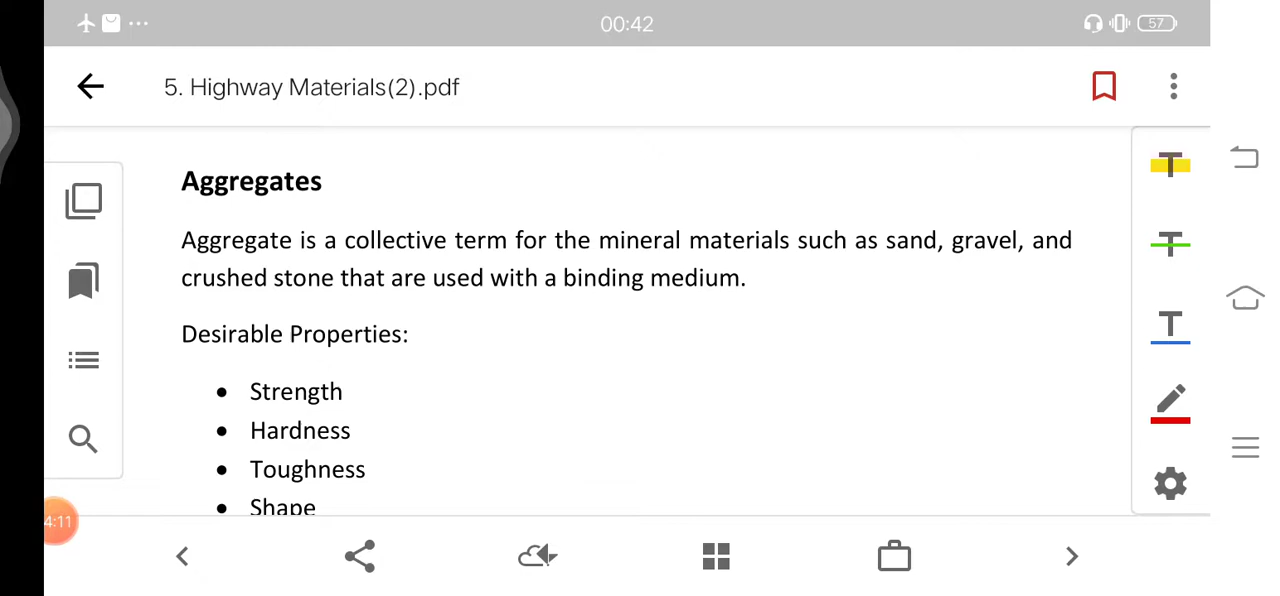 00:42
57
5. Highway Materials(2).pdf
Aggregates
Aggregate is a collective term for the mineral materials such as sand, gravel, and
crushed stone that are used with a binding medium.
Desirable Properties:
• Strength
• Hardness
• Toughness
• Shape
4:11